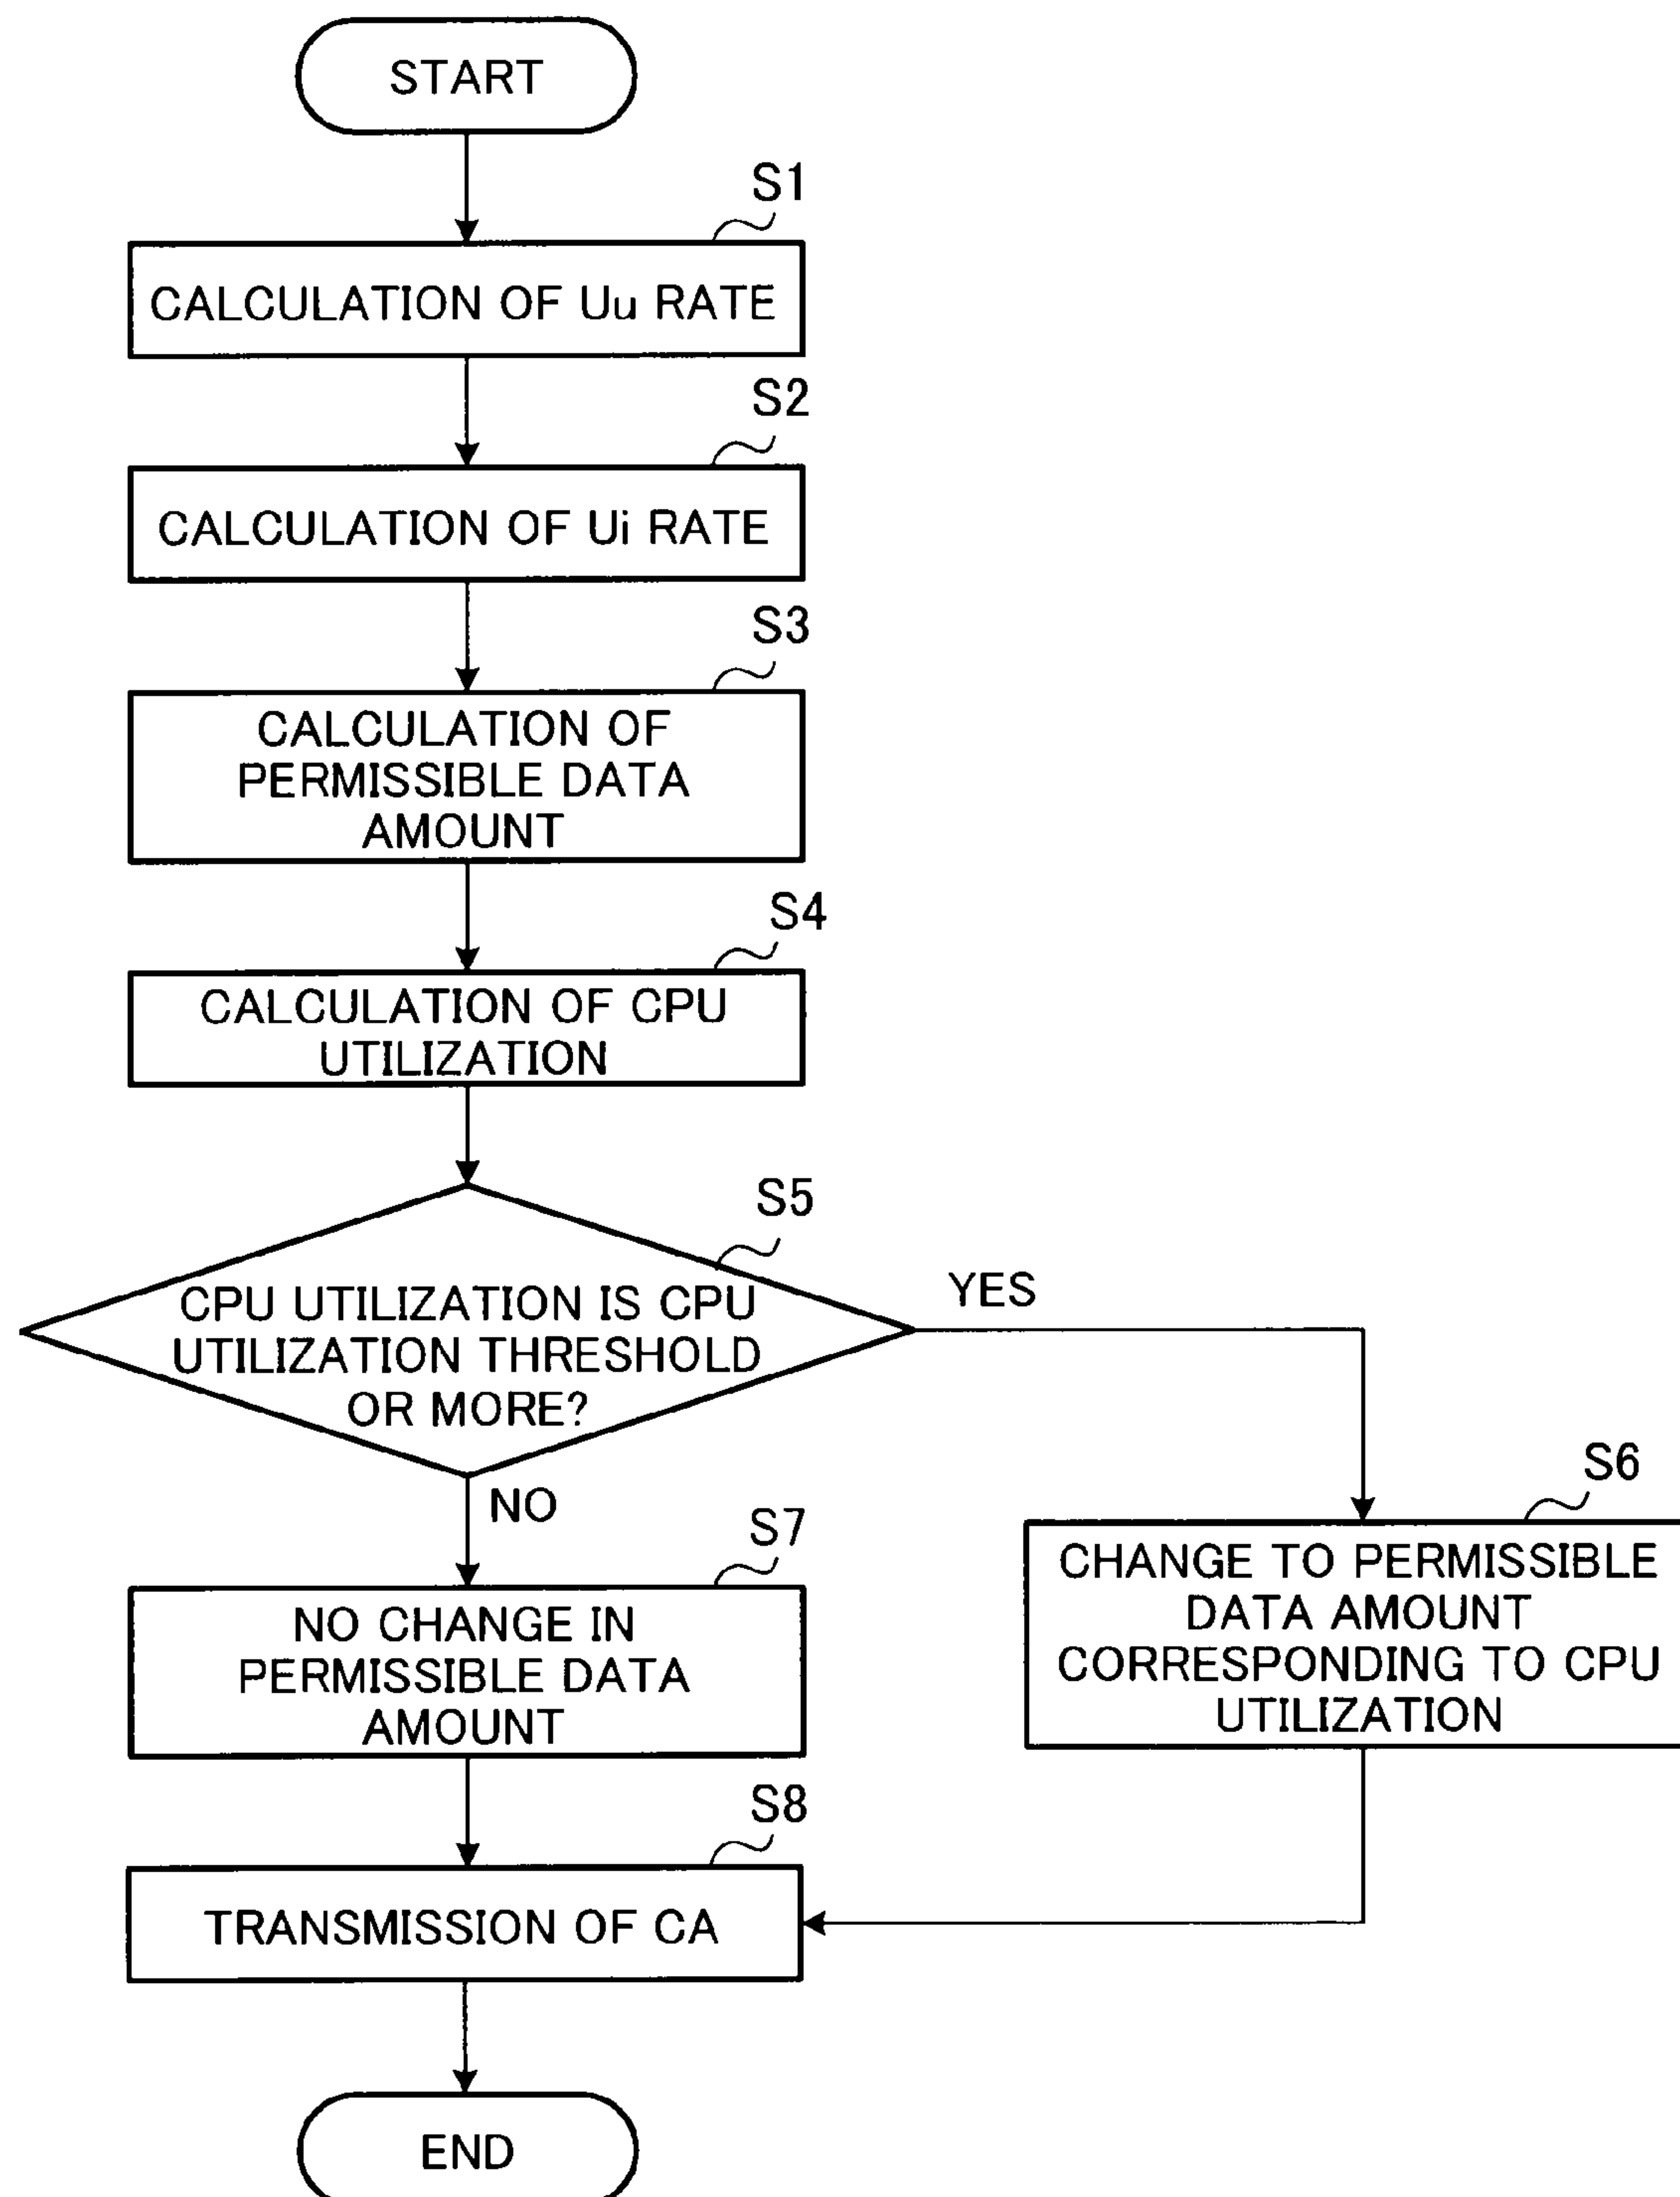 START
S1
CALCULATION OF Uu RATE
S2
CALCULATION OF Ui RATE
S3
CALCULATION OF
PERMISSIBLE DATA
AMOUNT
S4
CALCULATION OF CPU
UTILIZATION
S5
CPU UTILIZATION IS CPU
UTILIZATION THRESHOLD
OR MORE?
YES
NO
S6
CHANGE TO PERMISSIBLE
DATA AMOUNT
CORRESPONDING TO CPU
UTILIZATION
S7
NO CHANGE IN
PERMISSIBLE DATA
AMOUNT
S8
TRANSMISSION OF CA
END